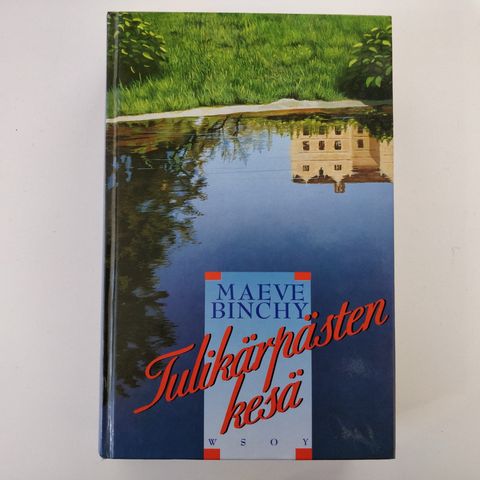 MAEVE
BINCHY
Tulikärpästen
kesä
WSOY